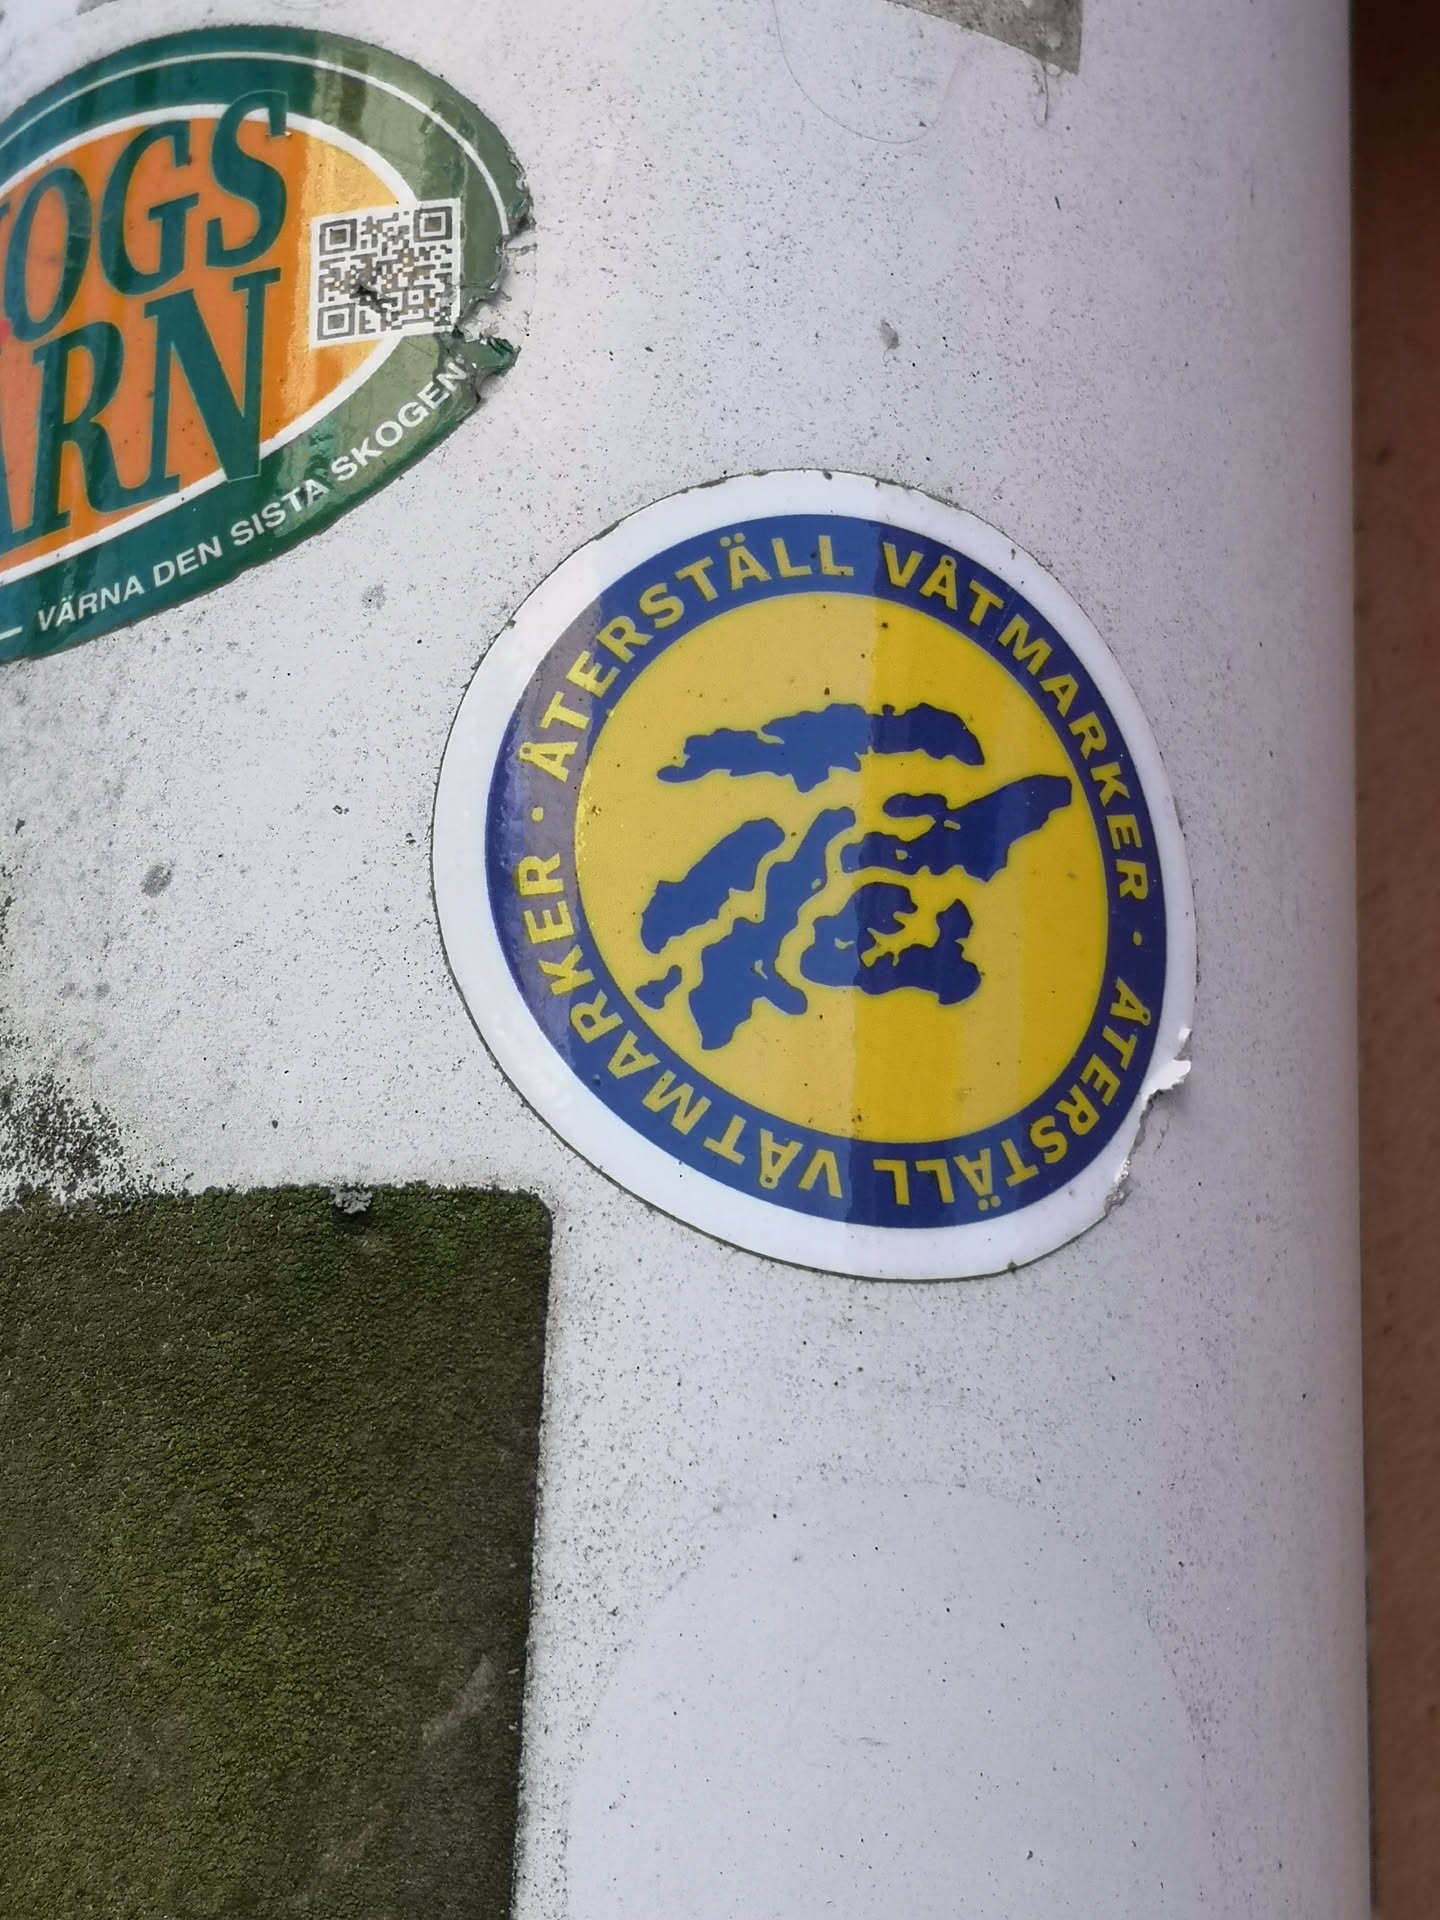 OGS
ARN
VÄRNA DEN SISTA SKOGEN
ÅTERSTÄLL VÅTMARKER · ÅTERSTÄLL VÅTMARKER ·